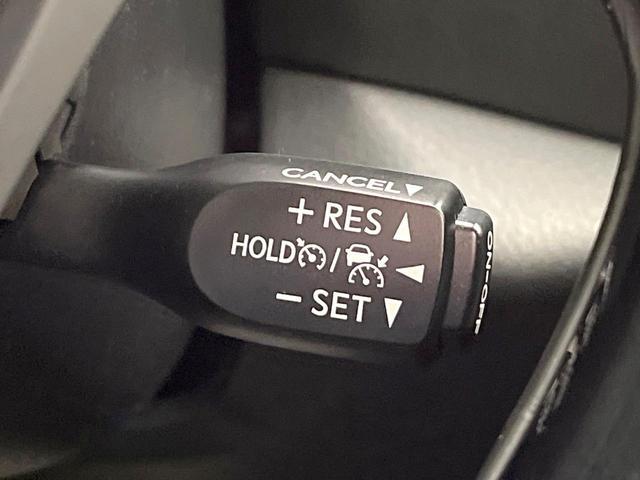 CANCEL▼
+ RES ▲
HOLD / ◀
− SET ▼
ON-OFF